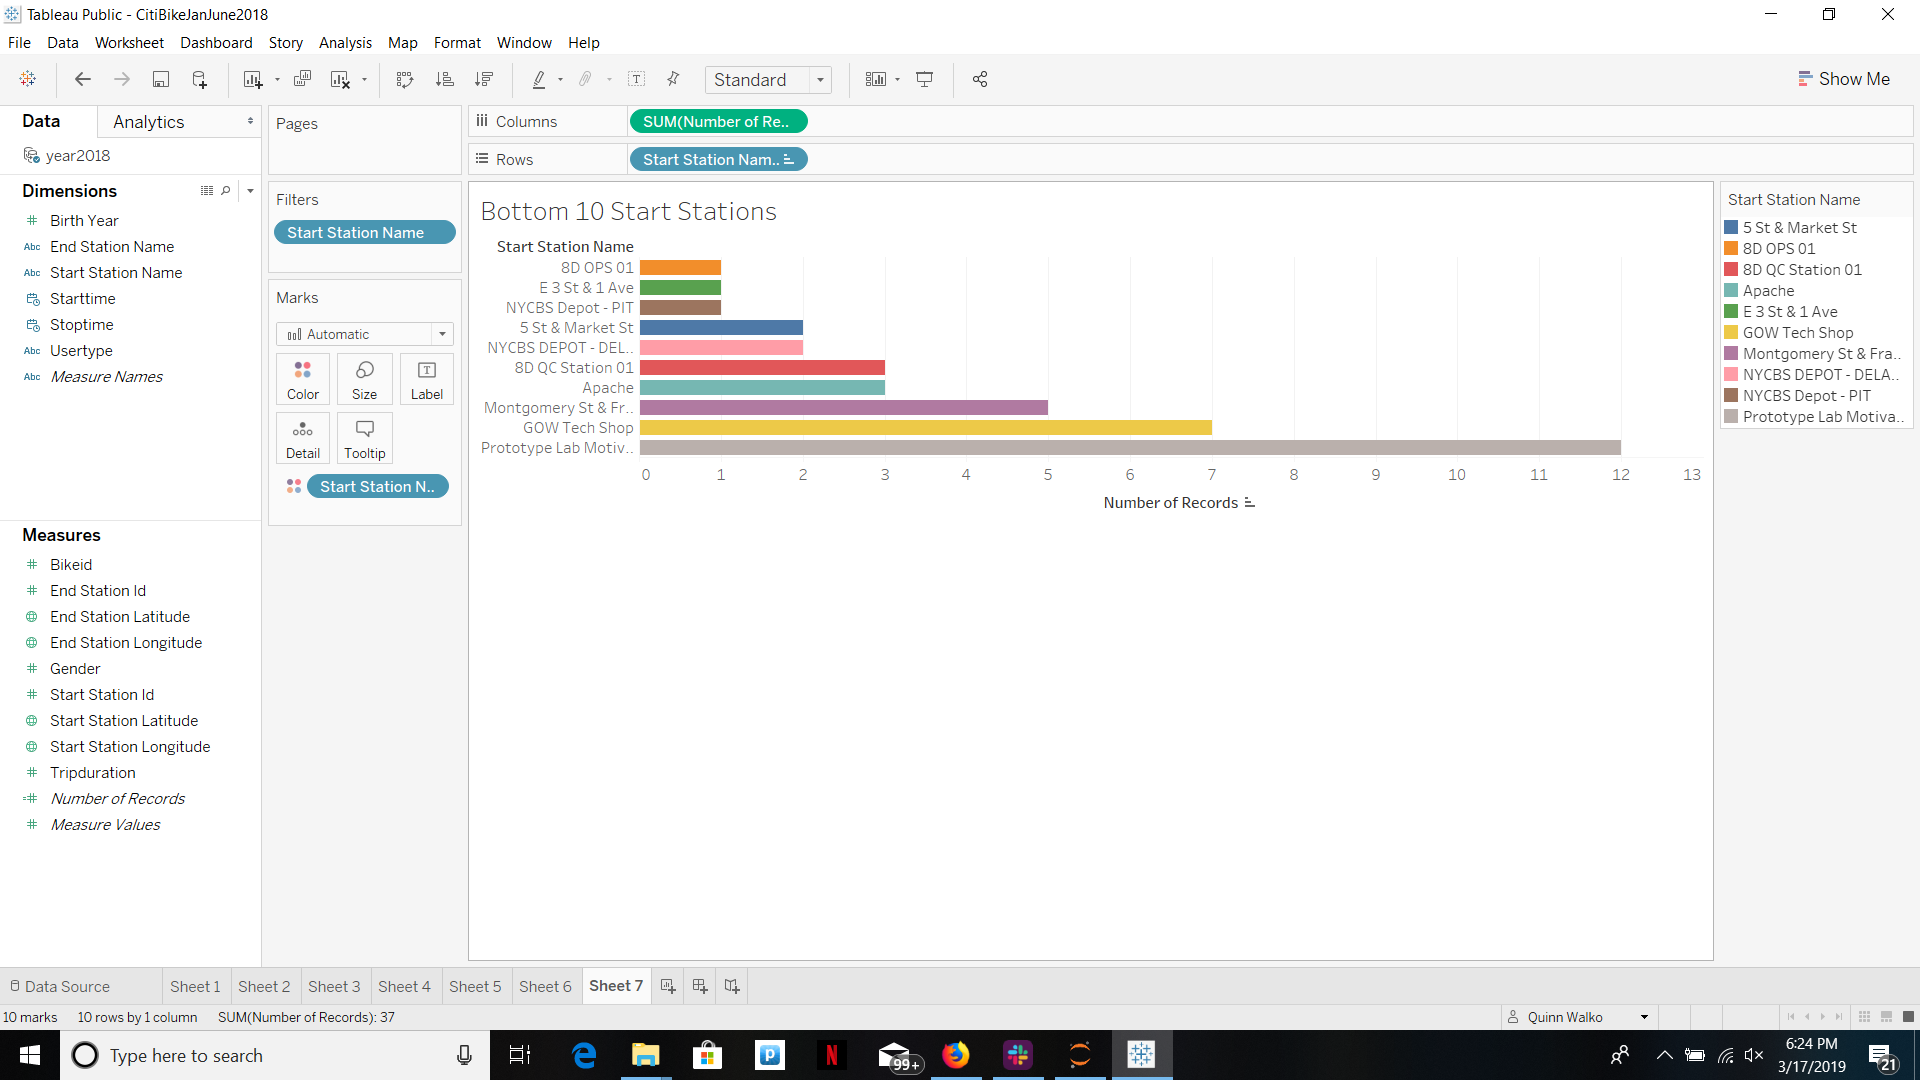 Tableau Public - CitiBikeJanJune2018
File Data Worksheet Dashboard Story Analysis Map Format Window Help
Standard
Show Me
Data
Analytics
year2018
Dimensions
Birth Year
Abc End Station Name
Abc Start Station Name
Starttime
Stoptime
Abc Usertype
Abc Measure Names
Measures
Bikeid
End Station Id
End Station Latitude
End Station Longitude
Gender
Start Station Id
Start Station Latitude
Start Station Longitude
Tripduration
Number of Records
Measure Values
Pages
Filters
Start Station Name
Marks
Automatic
Color Size Label
Detail Tooltip
Start Station N..
Columns
SUM(Number of Re..
Rows
Start Station Nam..
Bottom 10 Start Stations
Start Station Name
8D OPS 01
E 3 St & 1 Ave
NYCBS Depot - PIT
5 St & Market St
NYCBS DEPOT - DEL..
8D QC Station 01
Apache
Montgomery St & Fr..
GOW Tech Shop
Prototype Lab Motiv..
0 1 2 3 4 5 6 7 8 9 10 11 12 13
Number of Records
Start Station Name
5 St & Market St
8D OPS 01
8D QC Station 01
Apache
E 3 St & 1 Ave
GOW Tech Shop
Montgomery St & Fra..
NYCBS DEPOT - DELA..
NYCBS Depot - PIT
Prototype Lab Motiva..
Data Source Sheet 1 Sheet 2 Sheet 3 Sheet 4 Sheet 5 Sheet 6 Sheet 7
10 marks 10 rows by 1 column SUM(Number of Records): 37
Quinn Walko
Type here to search
99+
6:24 PM
3/17/2019
21